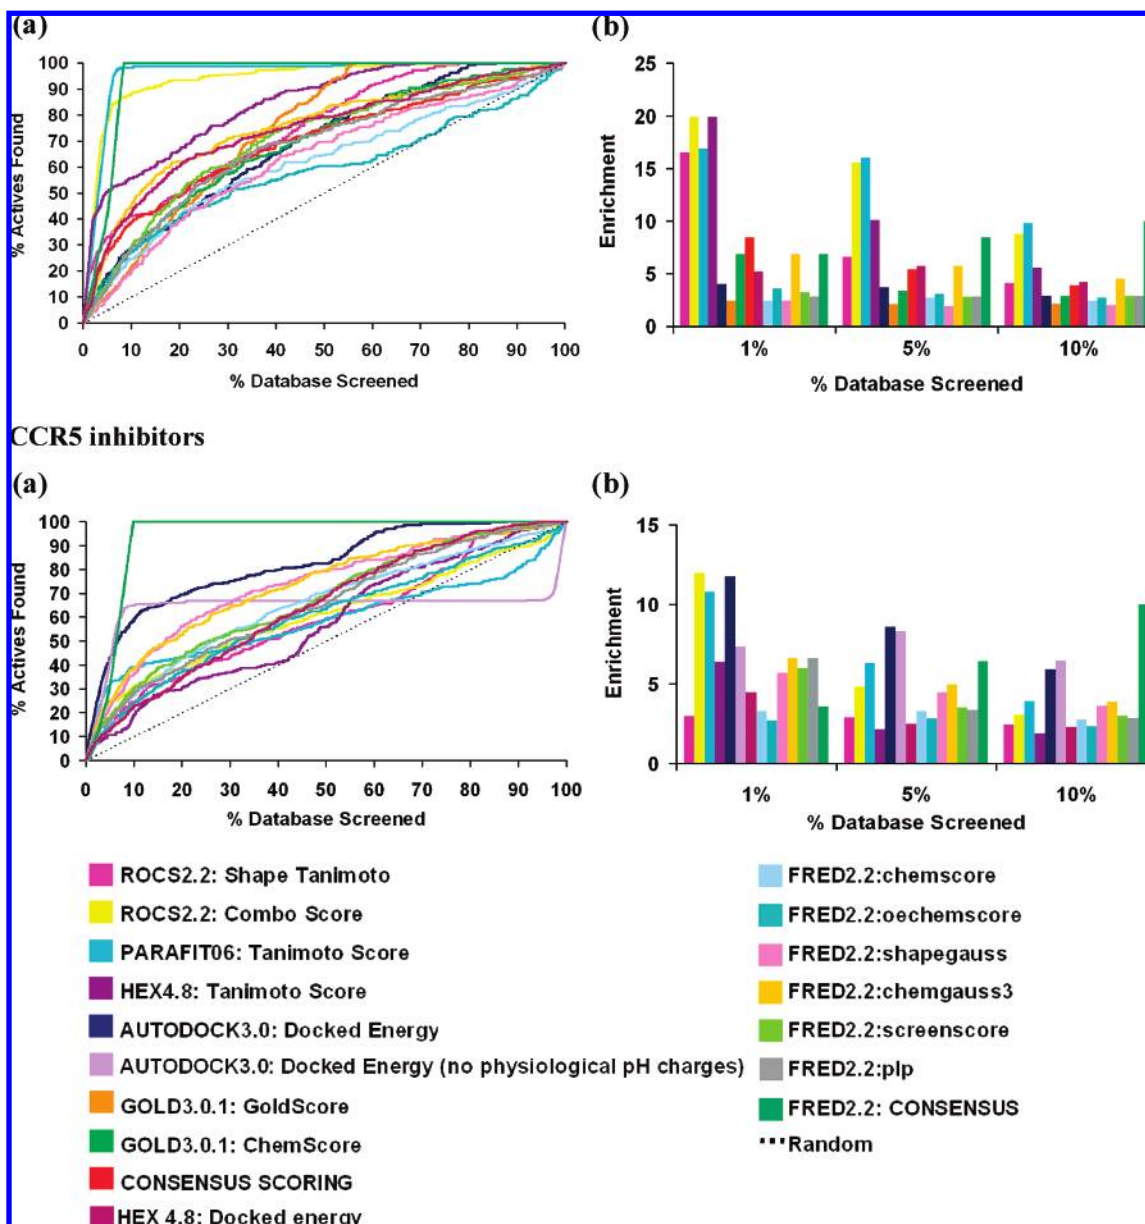 (a)
(b)
100
90
80
70
60
50
40
30
20
10
0
% Actives Found
0 10 20 30 40 50 60 70 80 90 100
% Database Screened
25
20
15
10
5
0
Enrichment
1% 5% 10%
% Database Screened
CCR5 inhibitors
(a)
(b)
100
90
80
70
60
50
40
30
20
10
0
% Actives Found
0 10 20 30 40 50 60 70 80 90 100
% Database Screened
15
10
5
0
Enrichment
1% 5% 10%
% Database Screened
ROCS2.2: Shape Tanimoto
ROCS2.2: Combo Score
PARAFIT06: Tanimoto Score
HEX4.8: Tanimoto Score
AUTODOCK3.0: Docked Energy
AUTODOCK3.0: Docked Energy (no physiological pH charges)
GOLD3.0.1: GoldScore
GOLD3.0.1: ChemScore
CONSENSUS SCORING
HEX 4.8: Docked energy
FRED2.2:chemscore
FRED2.2:oechemscore
FRED2.2:shapegauss
FRED2.2:chemgauss3
FRED2.2:screenscore
FRED2.2:plp
FRED2.2: CONSENSUS
Random